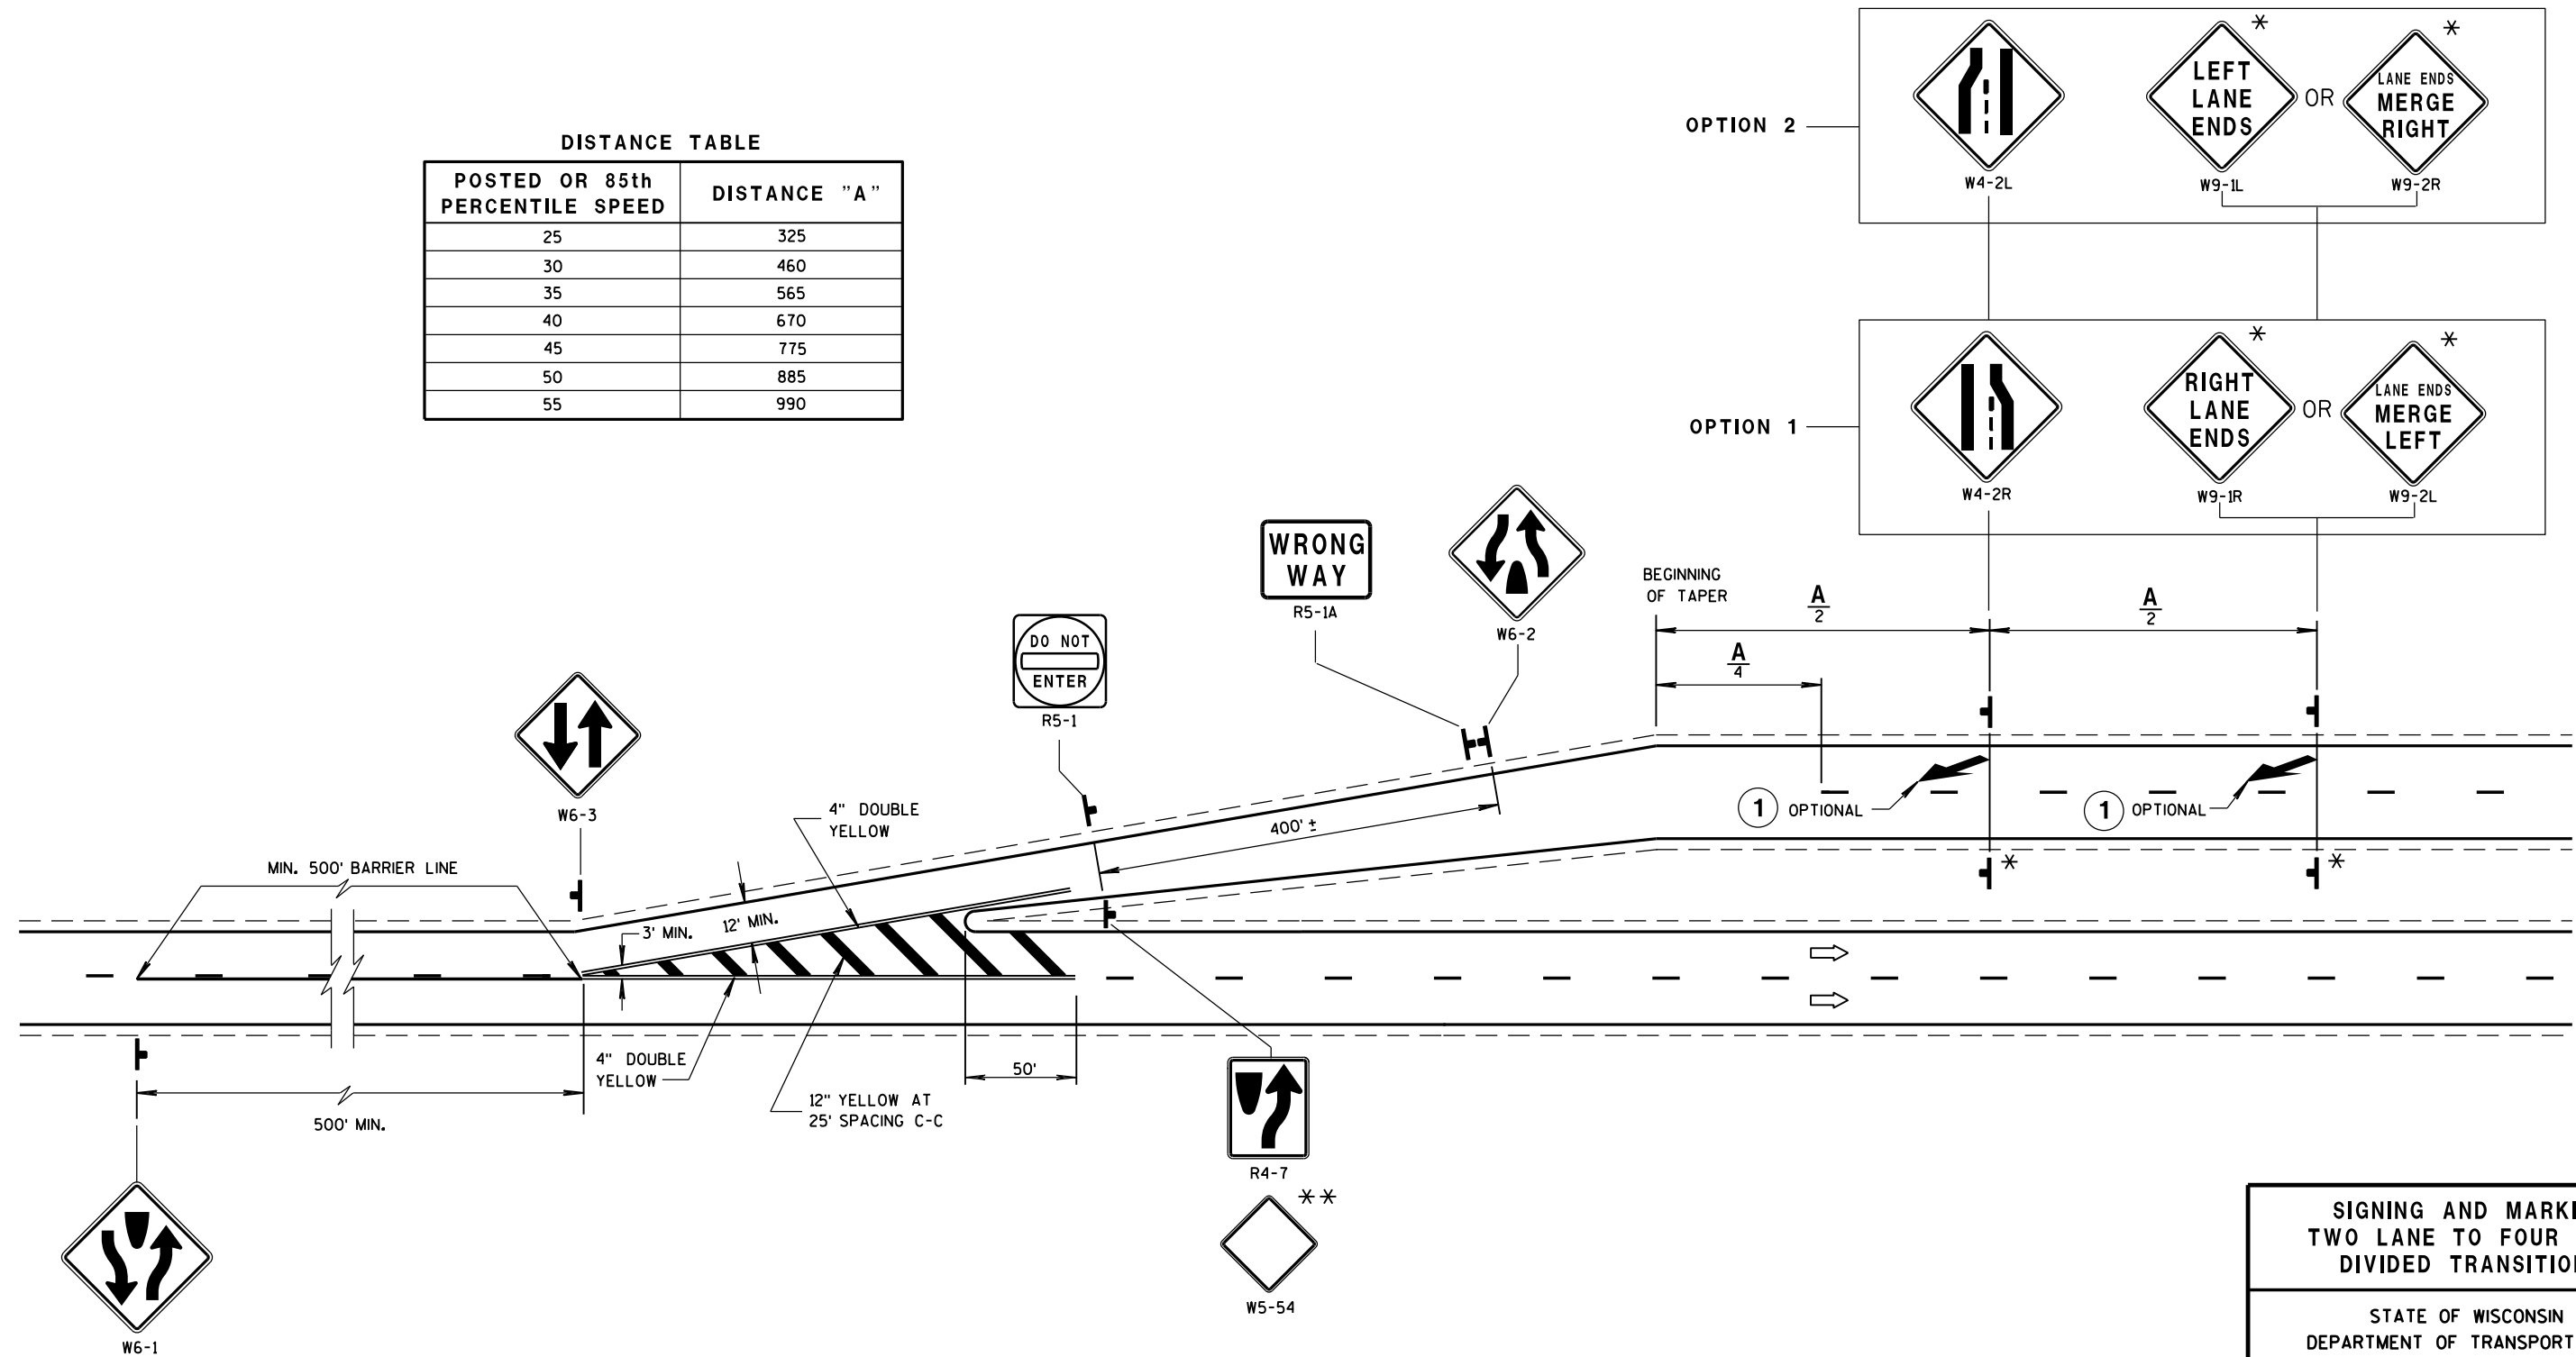 DISTANCE TABLE
POSTED OR 85th
PERCENTILE SPEED
DISTANCE "A"
25 325
30 460
35 565
40 670
45 775
50 885
55 990
OPTION 2
W4-2L
LEFT
LANE
ENDS
*
W9-1L
OR
LANE ENDS
MERGE
RIGHT
*
W9-2R
OPTION 1
W4-2R
RIGHT
LANE
ENDS
*
W9-1R
OR
LANE ENDS
MERGE
LEFT
*
W9-2L
WRONG
WAY
R5-1A
W6-2
BEGINNING
OF TAPER
A
2
A
2
A
4
DO NOT
ENTER
R5-1
W6-3
4" DOUBLE
YELLOW
400' ±
1 OPTIONAL
1 OPTIONAL
*
*
MIN. 500' BARRIER LINE
3' MIN.
12' MIN.
4" DOUBLE
YELLOW
12" YELLOW AT
25' SPACING C-C
50'
500' MIN.
R4-7
**
W5-54
W6-1
SIGNING AND
TWO LANE TO FOUR
DIVIDED
STATE OF WISCONSIN
DEPARTMENT OF